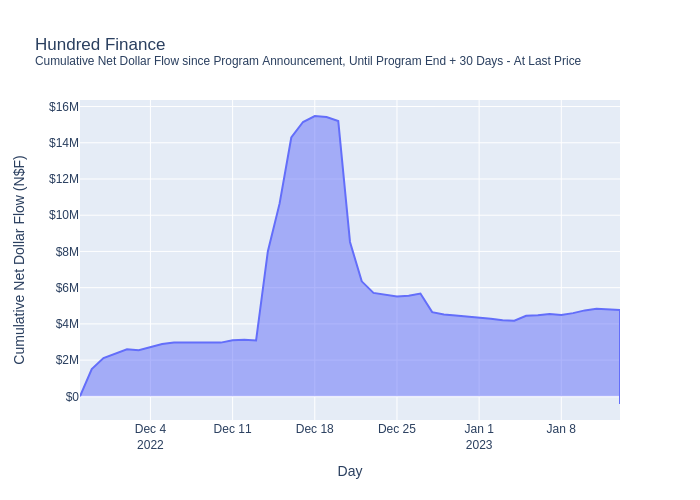 Hundred Finance
Cumulative Net Dollar Flow since Program Announcement, Until Program End + 30 Days - At Last Price
Cumulative Net Dollar Flow (N$F)
$16M
$14M
$12M
$10M
$8M
$6M
$4M
$2M
$0
Dec 4
2022
Dec 11
Dec 18
Dec 25
Jan 1
2023
Jan 8
Day